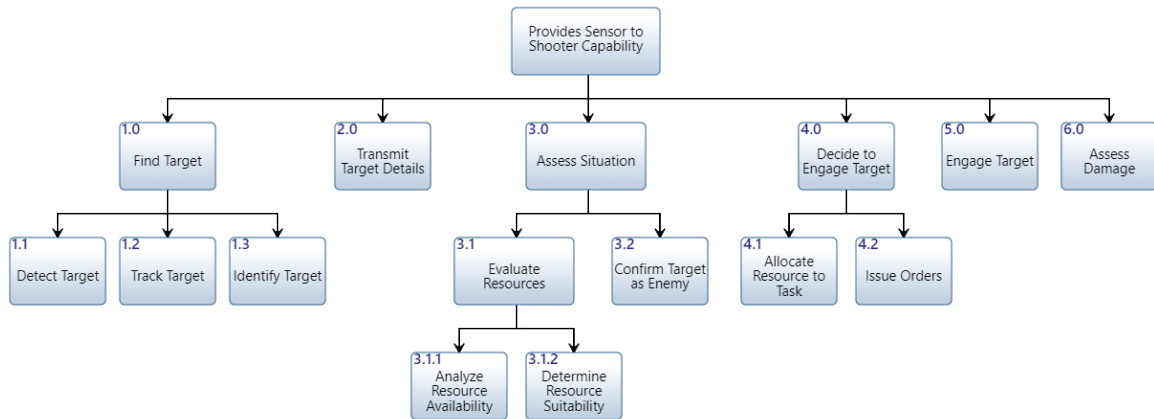 Provides Sensor to
Shooter Capability
1.0
Find Target
2.0
Transmit
Target Details
3.0
Assess Situation
4.0
Decide to
Engage Target
5.0
Engage Target
6.0
Assess
Damage
1.1
Detect Target
1.2
Track Target
1.3
Identify Target
3.1
Evaluate
Resources
3.2
Confirm Target
as Enemy
4.1
Allocate
Resource to
Task
4.2
Issue Orders
3.1.1
Analyze
Resource
Availability
3.1.2
Determine
Resource
Suitability